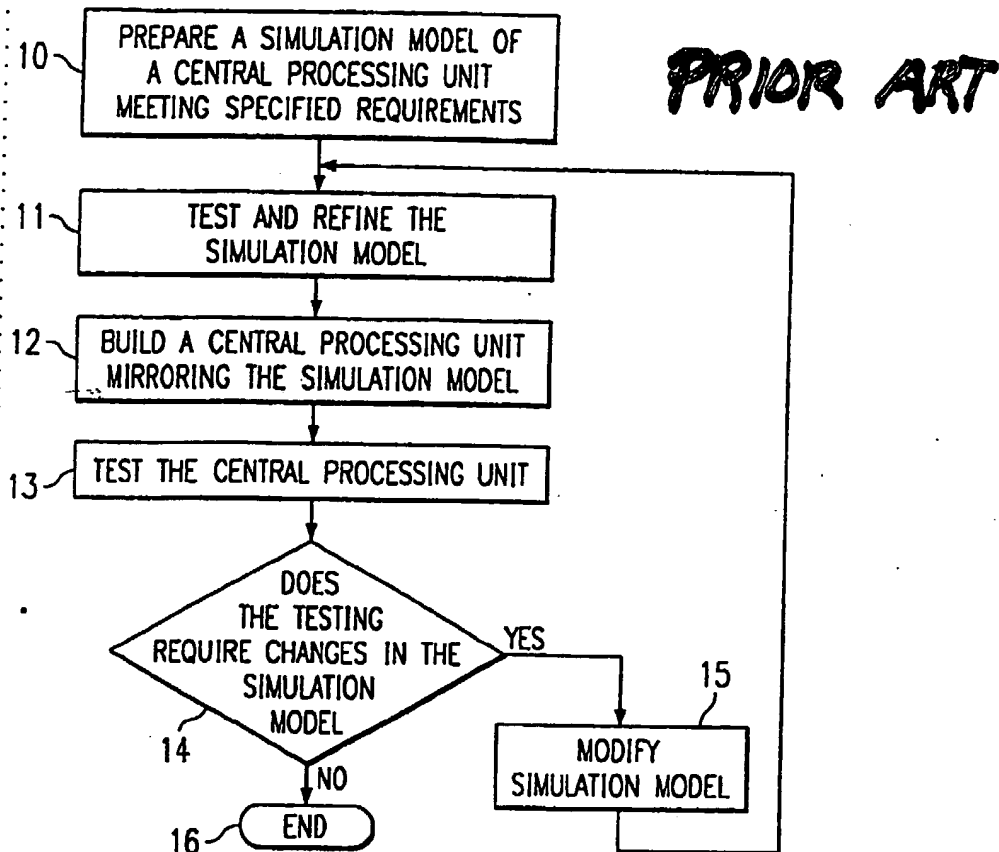 10
PREPARE A SIMULATION MODEL OF
A CENTRAL PROCESSING UNIT
MEETING SPECIFIED REQUIREMENTS
PRIOR ART
11
TEST AND REFINE THE
SIMULATION MODEL
12
BUILD A CENTRAL PROCESSING UNIT
MIRRORING THE SIMULATION MODEL
13
TEST THE CENTRAL PROCESSING UNIT
DOES
THE TESTING
REQUIRE CHANGES IN THE
SIMULATION
MODEL
14
YES
15
MODIFY
SIMULATION MODEL
NO
16
END